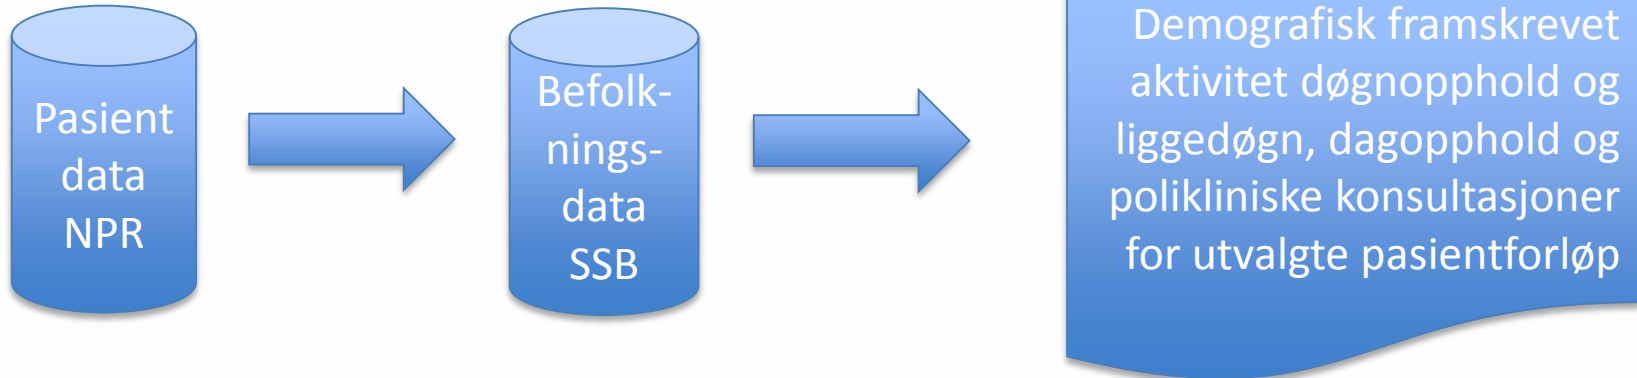 Pasient
data
NPR
Befolk-
nings-
data
SSB
Demografisk framskrevet
aktivitet døgnopphold og
liggedøgn, dagopphold og
polikliniske konsultasjoner
for utvalgte pasientforløp